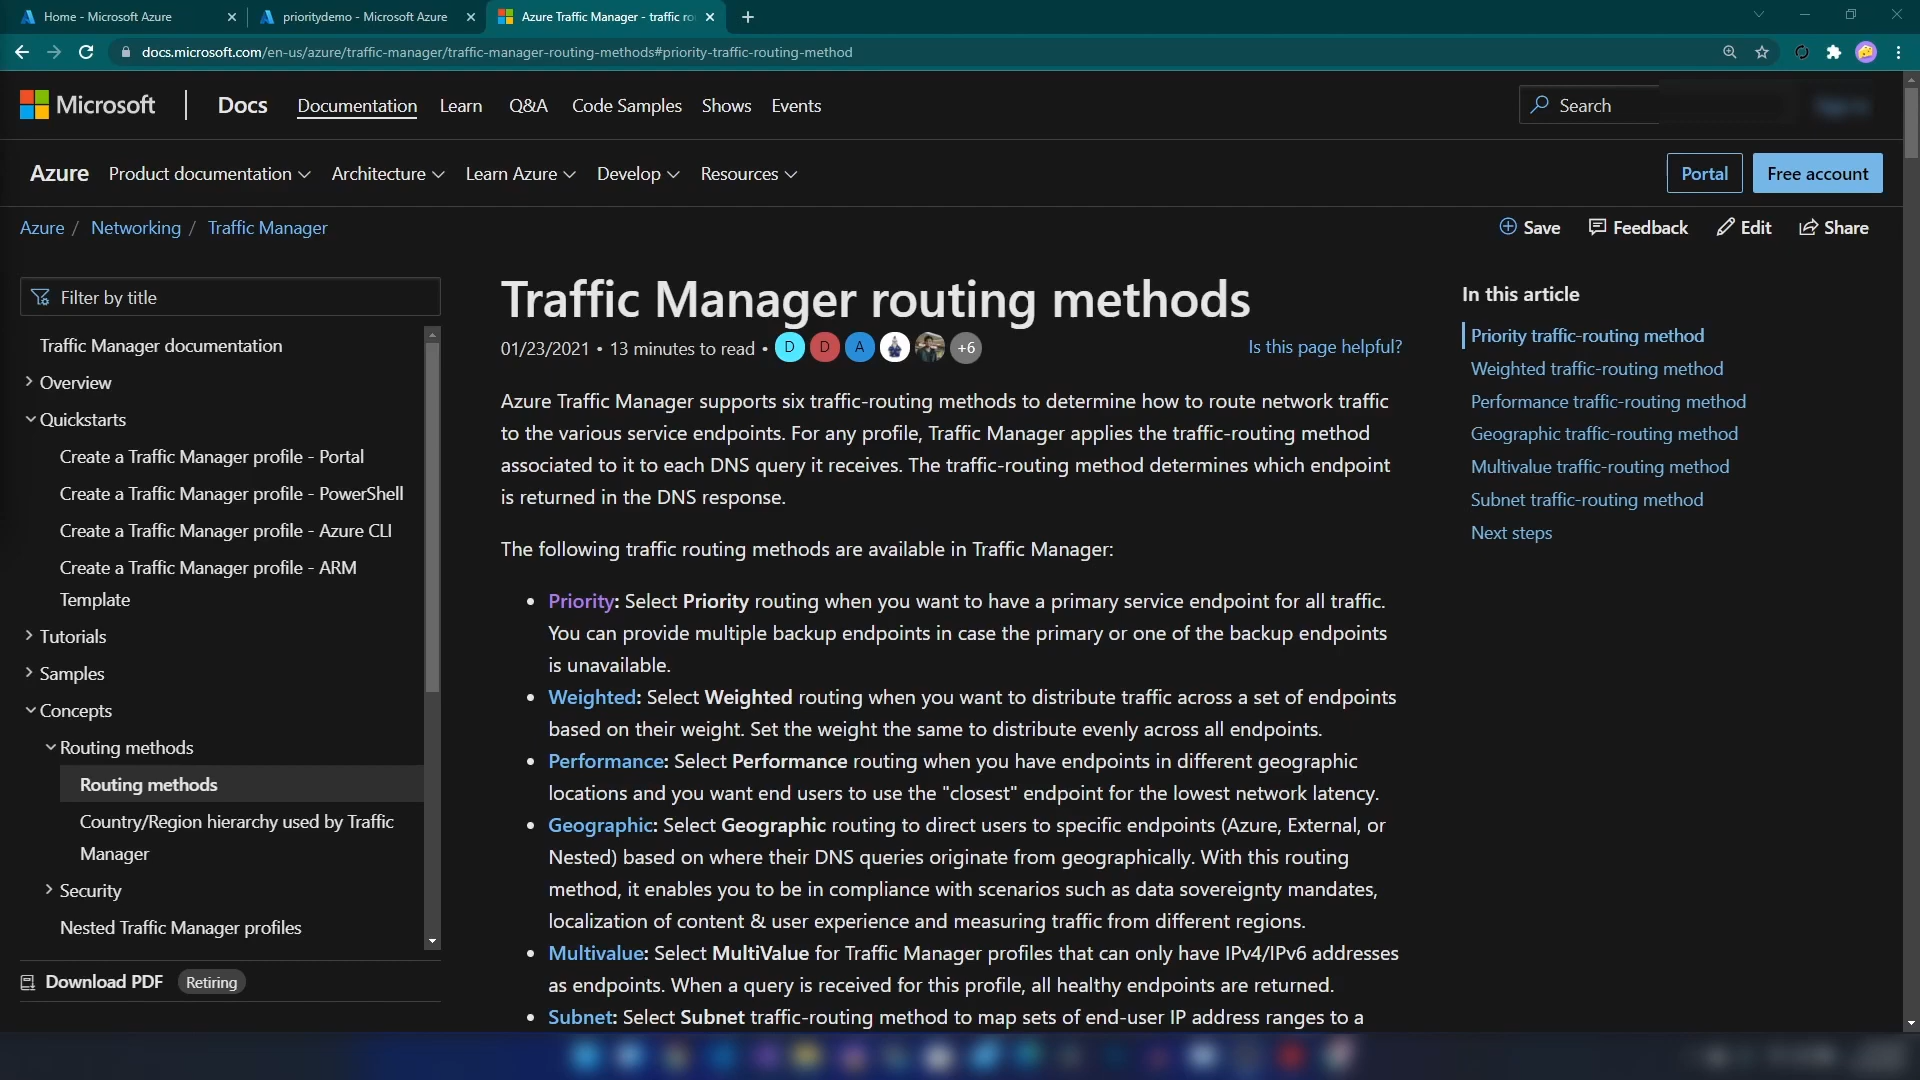 Home - Microsoft Azure
prioritydemo - Microsoft Azure
Azure Traffic Manager - traffic ro
docs.microsoft.com/en-us/azure/traffic-manager/traffic-manager-routing-methods#priority-traffic-routing-method
Microsoft
Docs
Documentation
Learn
Q&A
Code Samples
Shows
Events
Search
Azure
Product documentation
Architecture
Learn Azure
Develop
Resources
Portal
Free account
Azure / Networking / Traffic Manager
Save
Feedback
Edit
Share
Filter by title
Traffic Manager documentation
Overview
Quickstarts
Create a Traffic Manager profile - Portal
Create a Traffic Manager profile - PowerShell
Create a Traffic Manager profile - Azure CLI
Create a Traffic Manager profile - ARM
Template
Tutorials
Samples
Concepts
Routing methods
Routing methods
Country/Region hierarchy used by Traffic
Manager
Security
Nested Traffic Manager profiles
Download PDF
Retiring
Traffic Manager routing methods
01/23/2021 • 13 minutes to read •
D
D
A
+6
Is this page helpful?
Azure Traffic Manager supports six traffic-routing methods to determine how to route network traffic
to the various service endpoints. For any profile, Traffic Manager applies the traffic-routing method
associated to it to each DNS query it receives. The traffic-routing method determines which endpoint
is returned in the DNS response.
The following traffic routing methods are available in Traffic Manager:
• Priority: Select Priority routing when you want to have a primary service endpoint for all traffic.
You can provide multiple backup endpoints in case the primary or one of the backup endpoints
is unavailable.
• Weighted: Select Weighted routing when you want to distribute traffic across a set of endpoints
based on their weight. Set the weight the same to distribute evenly across all endpoints.
• Performance: Select Performance routing when you have endpoints in different geographic
locations and you want end users to use the "closest" endpoint for the lowest network latency.
• Geographic: Select Geographic routing to direct users to specific endpoints (Azure, External, or
Nested) based on where their DNS queries originate from geographically. With this routing
method, it enables you to be in compliance with scenarios such as data sovereignty mandates,
localization of content & user experience and measuring traffic from different regions.
• Multivalue: Select MultiValue for Traffic Manager profiles that can only have IPv4/IPv6 addresses
as endpoints. When a query is received for this profile, all healthy endpoints are returned.
• Subnet: Select Subnet traffic-routing method to map sets of end-user IP address ranges to a
In this article
Priority traffic-routing method
Weighted traffic-routing method
Performance traffic-routing method
Geographic traffic-routing method
Multivalue traffic-routing method
Subnet traffic-routing method
Next steps